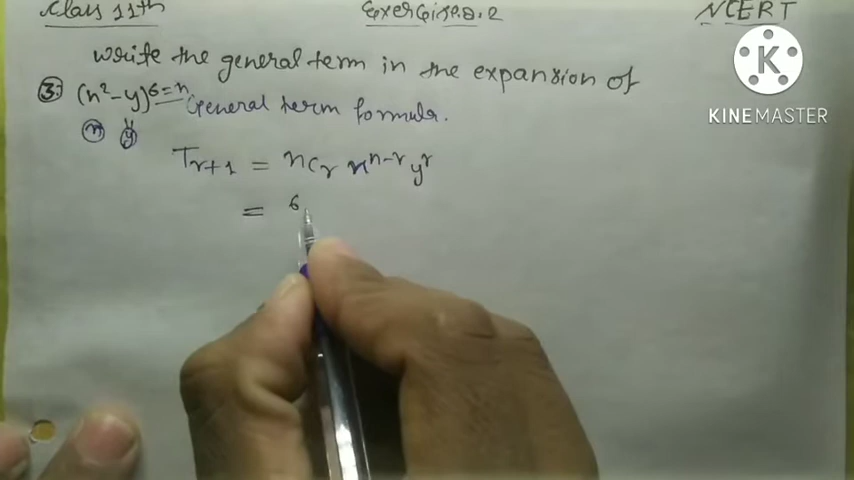 Class 11th Exercise.8.2 NCERT
write the general term in the expansion of
3. (x²-y)⁶⁼ⁿ General term formula.
x y
Tr+1 = nCr xⁿ⁻ʳ yʳ
= ⁶
K
KINEMASTER